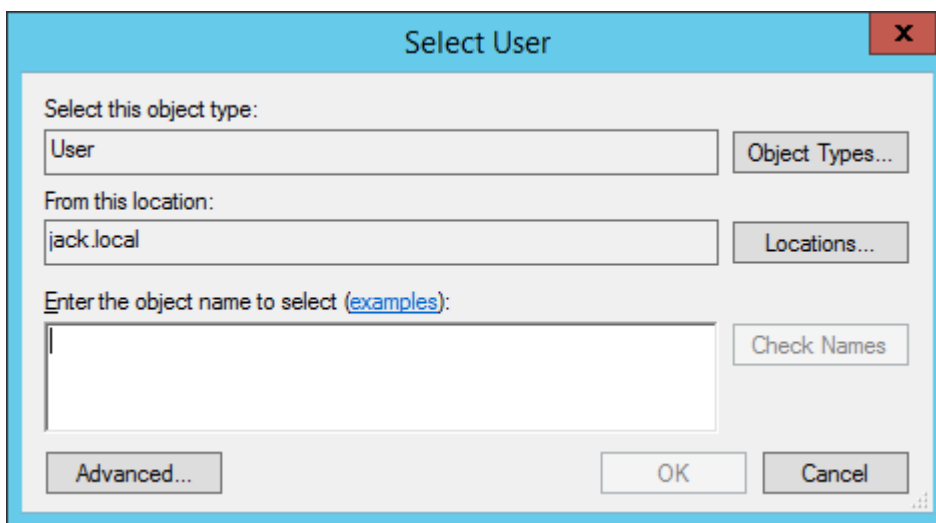 Select User
x
Select this object type:
User
Object Types...
From this location:
jack.local
Locations...
Enter the object name to select (examples):
Check Names
Advanced...
OK
Cancel